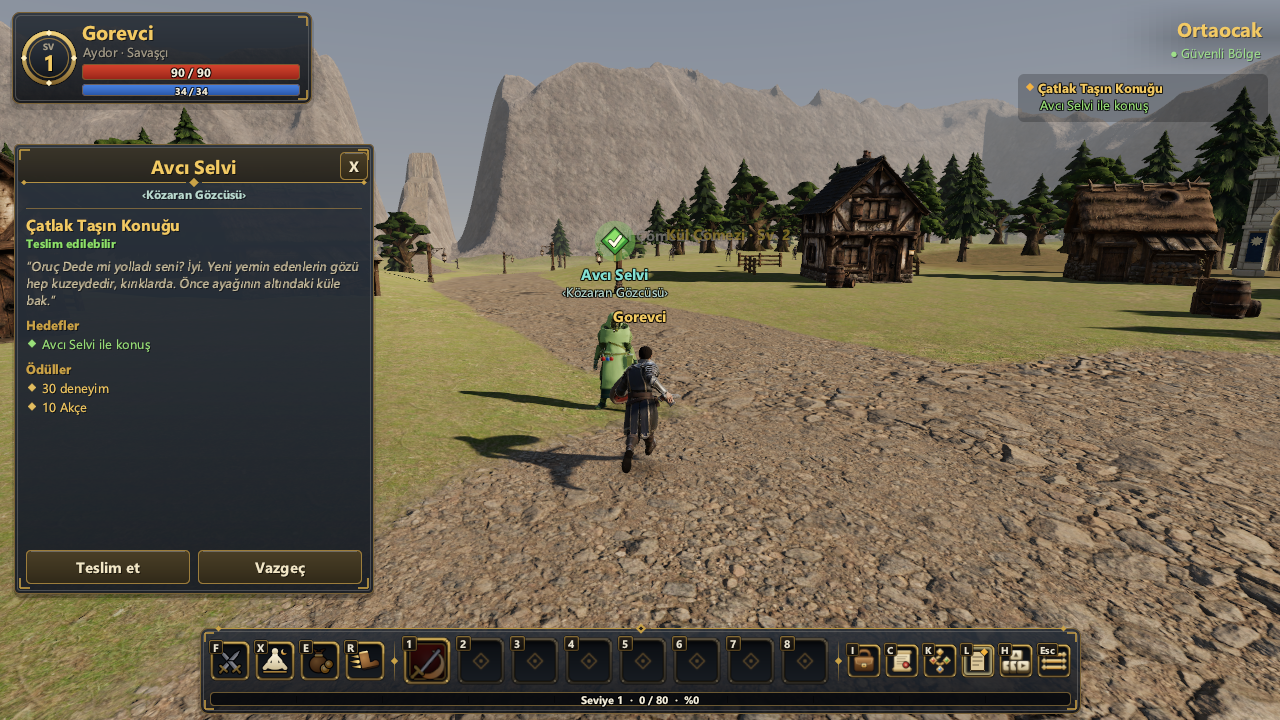 SV
1
Gorevci
Aydor · Savaşçı
90 / 90
34 / 34
Ortaocak
Güvenli Bölge
Çatlak Taşın Konuğu
Avcı Selvi ile konuş
Avcı Selvi
X
‹Közaran Gözcüsü›
Çatlak Taşın Konuğu
Teslim edilebilir
"Oruç Dede mi yolladı seni? İyi. Yeni yemin edenlerin gözü
hep kuzeydedir, kırıklarda. Önce ayağının altındaki küle
bak."
Hedefler
Avcı Selvi ile konuş
Ödüller
30 deneyim
10 Akçe
Teslim et
Vazgeç
Kül Cömezi · Sv. 2
Avcı Selvi
‹Közaran Gözcüsü›
Gorevci
F X E R 1 2 3 4 5 6 7 8 I C K L H Esc
Seviye 1 · 0 / 80 · %0